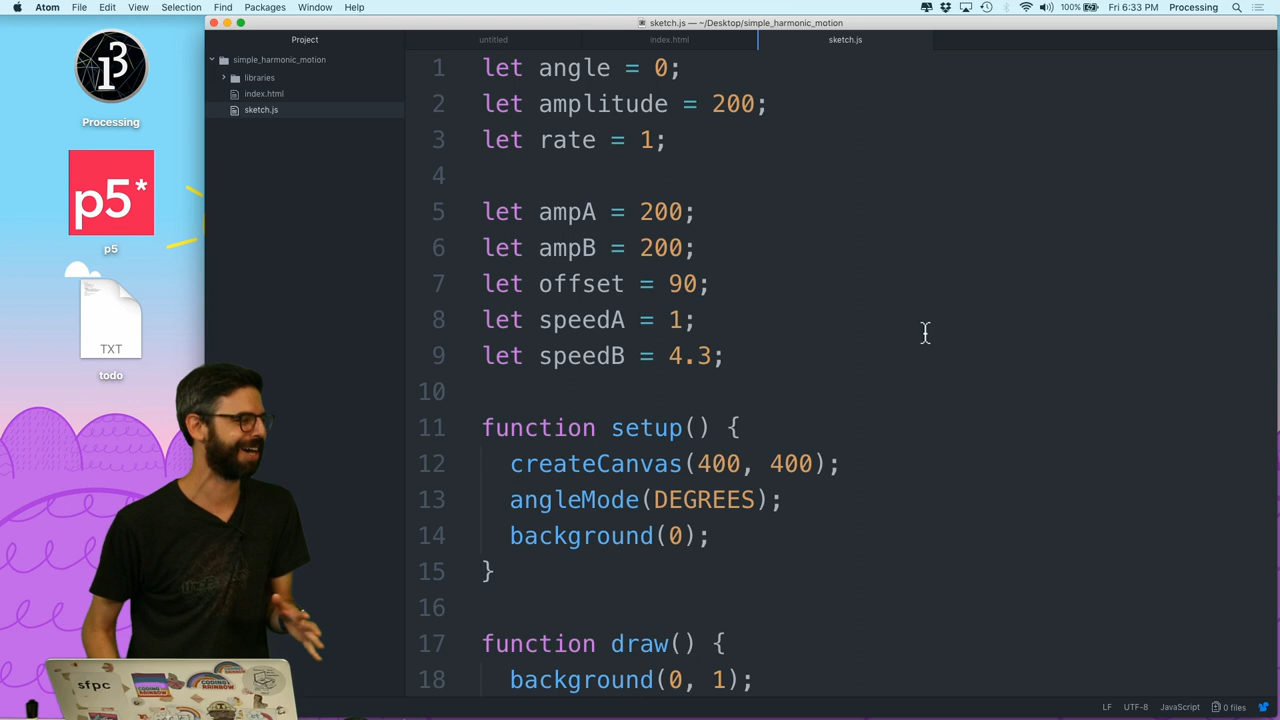 Atom File Edit View Selection Find Packages Window Help
100% Fri 6:33 PM Processing
sketch.js — ~/Desktop/simple_harmonic_motion
Project
untitled
index.html
sketch.js
simple_harmonic_motion
libraries
index.html
sketch.js
Processing
p5*
p5
TXT
todo
1 let angle = 0;
2 let amplitude = 200;
3 let rate = 1;
4
5 let ampA = 200;
6 let ampB = 200;
7 let offset = 90;
8 let speedA = 1;
9 let speedB = 4.3;
10
11 function setup() {
12 createCanvas(400, 400);
13 angleMode(DEGREES);
14 background(0);
15 }
16
17 function draw() {
18 background(0, 1);
sfpc
CODING RAINBOW
CODING RAINBOW
LF UTF-8 JavaScript 0 files